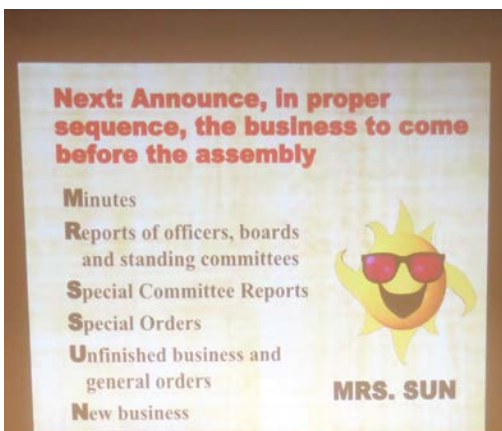 Next: Announce, in proper
sequence, the business to come
before the assembly
Minutes
Reports of officers, boards
and standing committees
Special Committee Reports
Special Orders
Unfinished business and
general orders
New business
MRS. SUN